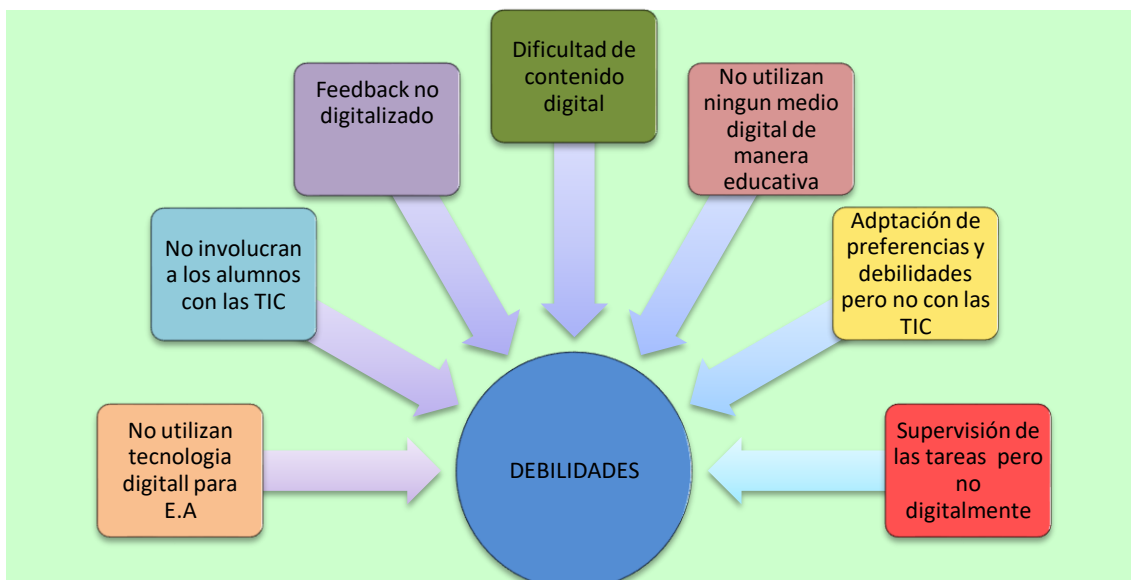 Dificultad de
contenido
digital
Feedback no
digitalizado
No utilizan
ningun medio
digital de
manera
educativa
No involucran
a los alumnos
con las TIC
Adptación de
preferencias y
debilidades
pero no con las
TIC
No utilizan
tecnologia
digitall para
E.A
DEBILIDADES
Supervisión de
las tareas pero
no
digitalmente